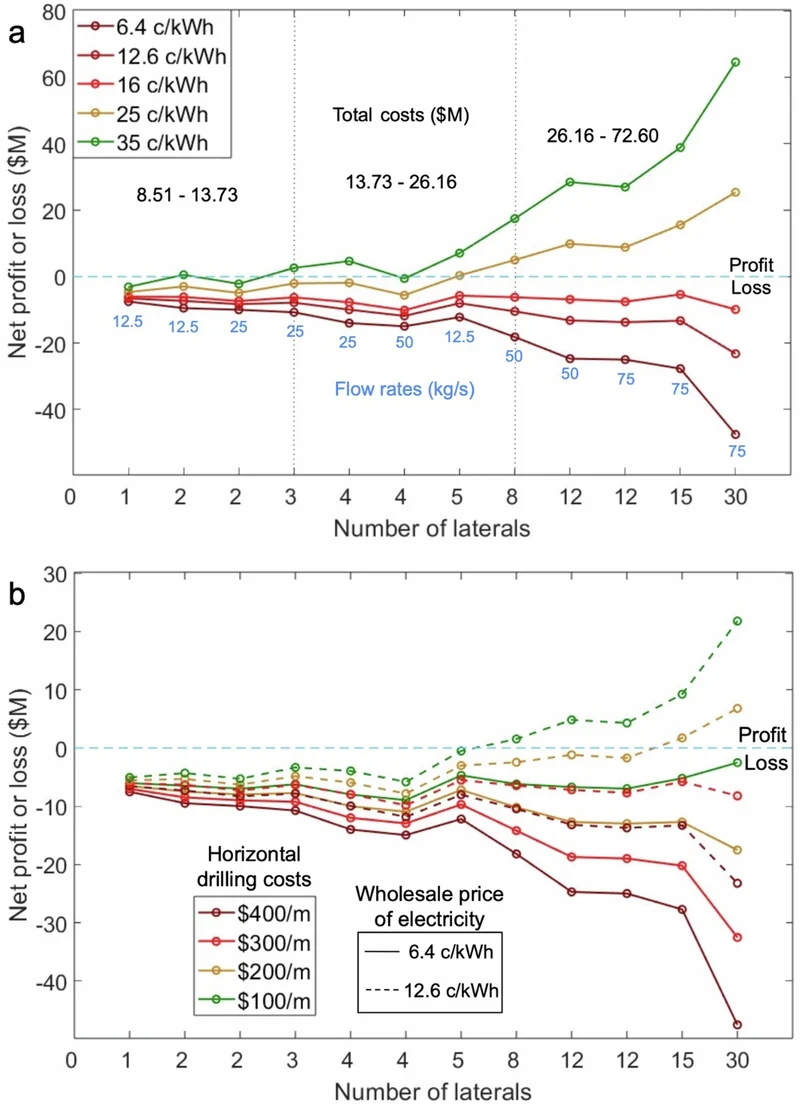 a
80
60
40
20
0
-20
-40
Net profit or loss ($M)
6.4 c/kWh
12.6 c/kWh
16 c/kWh
25 c/kWh
35 c/kWh
Total costs ($M)
8.51 - 13.73
13.73 - 26.16
26.16 - 72.60
Profit
Loss
12.5
12.5
25
25
25
50
12.5
50
50
75
75
75
Flow rates (kg/s)
0 1 2 2 3 4 4 5 8 12 12 15 30
Number of laterals
b
30
20
10
0
-10
-20
-30
-40
Net profit or loss ($M)
Profit
Loss
Horizontal
drilling costs
$400/m
$300/m
$200/m
$100/m
Wholesale price
of electricity
6.4 c/kWh
12.6 c/kWh
0 1 2 2 3 4 4 5 8 12 12 15 30
Number of laterals